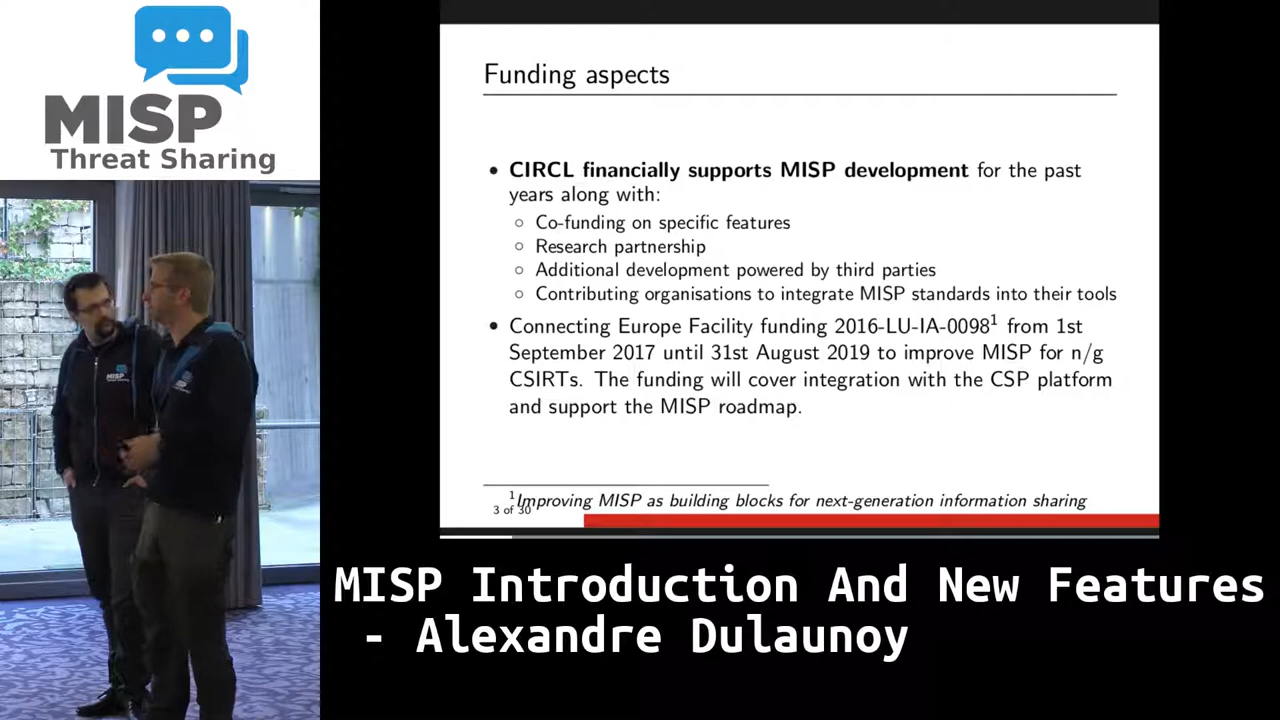 MISP
Threat Sharing
Funding aspects
• CIRCL financially supports MISP development for the past
years along with:
○ Co-funding on specific features
○ Research partnership
○ Additional development powered by third parties
○ Contributing organisations to integrate MISP standards into their tools
• Connecting Europe Facility funding 2016-LU-IA-0098¹ from 1st
September 2017 until 31st August 2019 to improve MISP for n/g
CSIRTs. The funding will cover integration with the CSP platform
and support the MISP roadmap.
¹Improving MISP as building blocks for next-generation information sharing
3 of 30
MISP
MISP Introduction And New Features
- Alexandre Dulaunoy